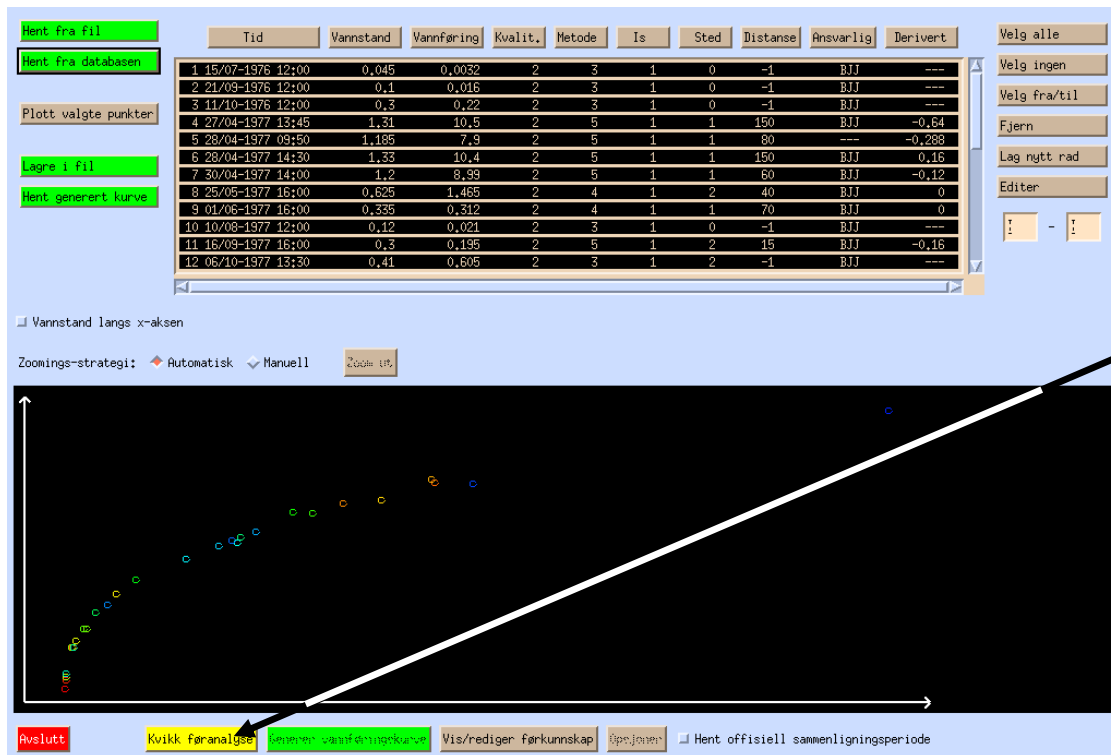 Hent fra fil
Hent fra databasen
Plott valgte punkter
Lagre i fil
Hent generert kurve
Tid Vannstand Vannføring Kvalit. Metode Is Sted Distanse Ansvarlig Derivert
1 15/07-1976 12:00 0.045 0.0032 2 3 1 0 -1 BJJ ---
2 21/09-1976 12:00 0.1 0.016 2 3 1 0 -1 BJJ ---
3 11/10-1976 12:00 0.3 0.22 2 3 1 0 -1 BJJ ---
4 27/04-1977 13:45 1.31 10.5 2 5 1 1 150 BJJ -0.64
5 28/04-1977 09:50 1.185 7.9 2 5 1 1 80 --- -0.288
6 28/04-1977 14:30 1.33 10.4 2 5 1 1 150 BJJ 0.16
7 30/04-1977 14:00 1.2 8.99 2 5 1 1 60 BJJ -0.12
8 25/05-1977 16:00 0.625 1.465 2 4 1 2 40 BJJ 0
9 01/06-1977 16:00 0.335 0.312 2 4 1 1 70 BJJ 0
10 10/08-1977 12:00 0.12 0.021 2 3 1 0 -1 BJJ ---
11 16/09-1977 16:00 0.3 0.195 2 5 1 2 15 BJJ -0.16
12 06/10-1977 13:30 0.41 0.605 2 3 1 2 -1 BJJ ---
Velg alle
Velg ingen
Velg fra/til
Fjern
Lag nytt rad
Editer
-
Vannstand langs x-aksen
Zoomings-strategi: Automatisk Manuell Zoom ut
Avslutt Kvikk føranalyse Generer vannføringskurve Vis/rediger førkunnskap Opsjoner Hent offisiell sammenligningsperiode